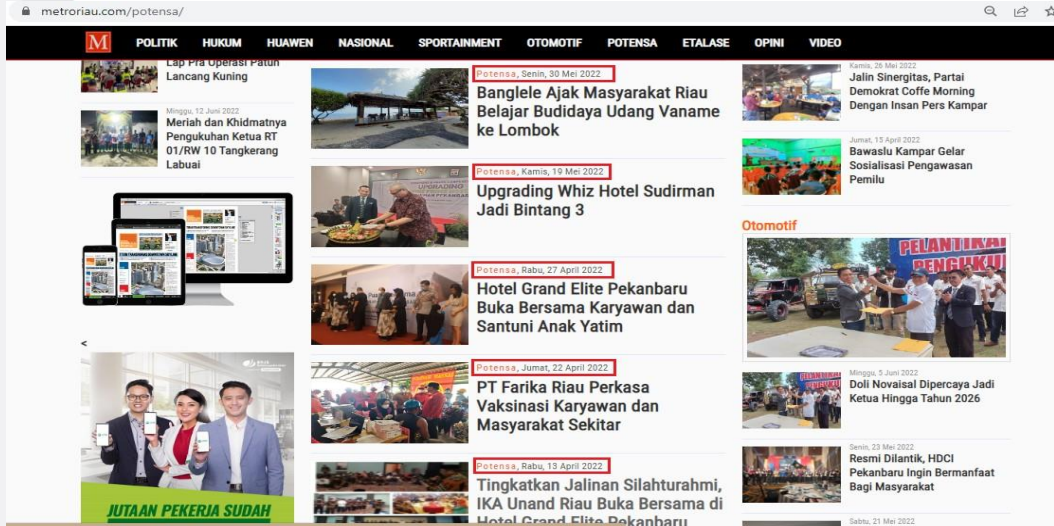 metroriau.com/potensa/
M POLITIK HUKUM HUAWEN NASIONAL SPORTAINMENT OTOMOTIF POTENSA ETALASE OPINI VIDEO
Lap Pra Operasi Patuh
Lancang Kuning
Minggu, 12 Juni 2022
Meriah dan Khidmatnya
Pengukuhan Ketua RT
01/RW 10 Tangkerang
Labuai
<
JUTAAN PEKERJA SUDAH
Potensa, Senin, 30 Mei 2022
Banglele Ajak Masyarakat Riau
Belajar Budidaya Udang Vaname
ke Lombok
Potensa, Kamis, 19 Mei 2022
Upgrading Whiz Hotel Sudirman
Jadi Bintang 3
UPGRADING
Potensa, Rabu, 27 April 2022
Hotel Grand Elite Pekanbaru
Buka Bersama Karyawan dan
Santuni Anak Yatim
Potensa, Jumat, 22 April 2022
PT Farika Riau Perkasa
Vaksinasi Karyawan dan
Masyarakat Sekitar
Potensa, Rabu, 13 April 2022
Tingkatkan Jalinan Silahturahmi,
IKA Unand Riau Buka Bersama di
Hotel Grand Elite Pekanbaru
Kamis, 26 Mei 2022
Jalin Sinergitas, Partai
Demokrat Coffe Morning
Dengan Insan Pers Kampar
Jumat, 15 April 2022
Bawaslu Kampar Gelar
Sosialisasi Pengawasan
Pemilu
Otomotif
PELANTIKAN
Minggu, 5 Juni 2022
Doli Novaisal Dipercaya Jadi
Ketua Hingga Tahun 2026
Senin, 23 Mei 2022
Resmi Dilantik, HDCI
Pekanbaru Ingin Bermanfaat
Bagi Masyarakat
Sabtu, 21 Mei 2022